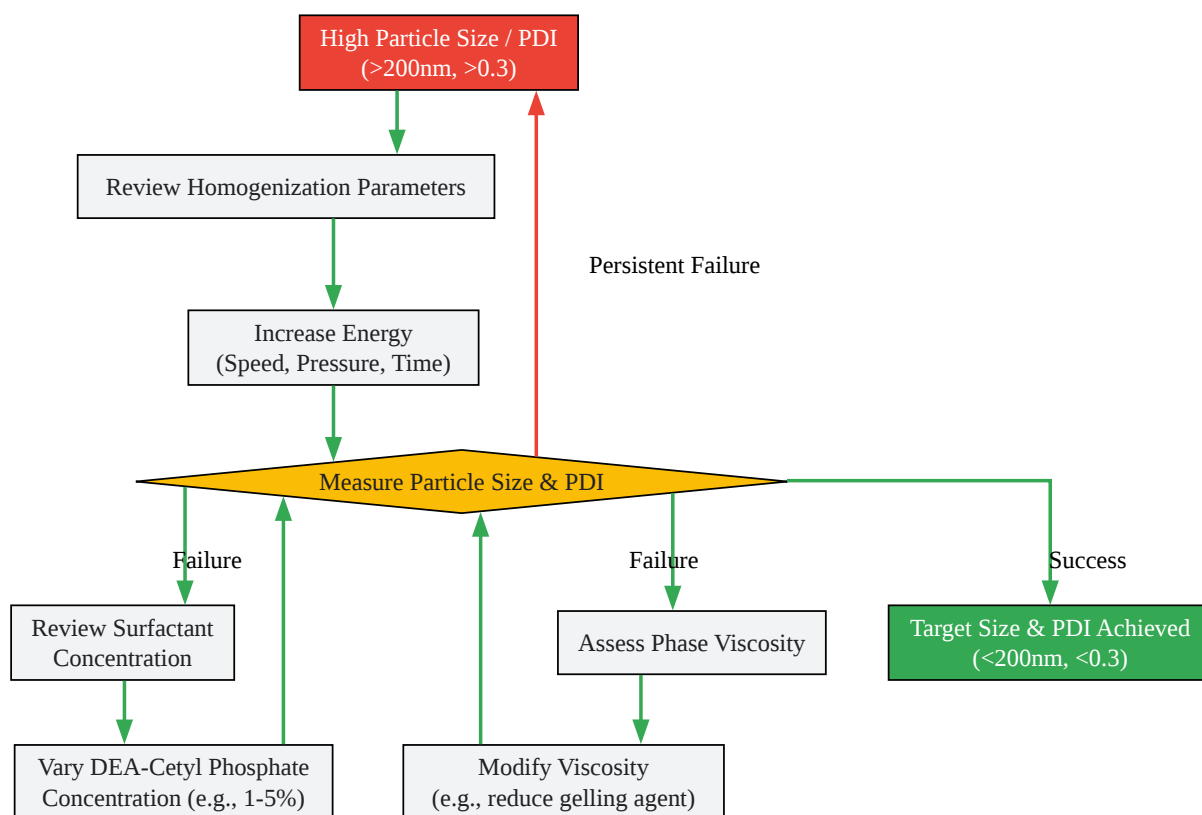 High Particle Size / PDI
(>200nm, >0.3)
Review Homogenization Parameters
Persistent Failure
Increase Energy
(Speed, Pressure, Time)
Measure Particle Size & PDI
Failure
Failure
Success
Review Surfactant
Concentration
Assess Phase Viscosity
Target Size & PDI Achieved
(<200nm, <0.3)
Vary DEA-Cetyl Phosphate
Concentration (e.g., 1-5%)
Modify Viscosity
(e.g., reduce gelling agent)